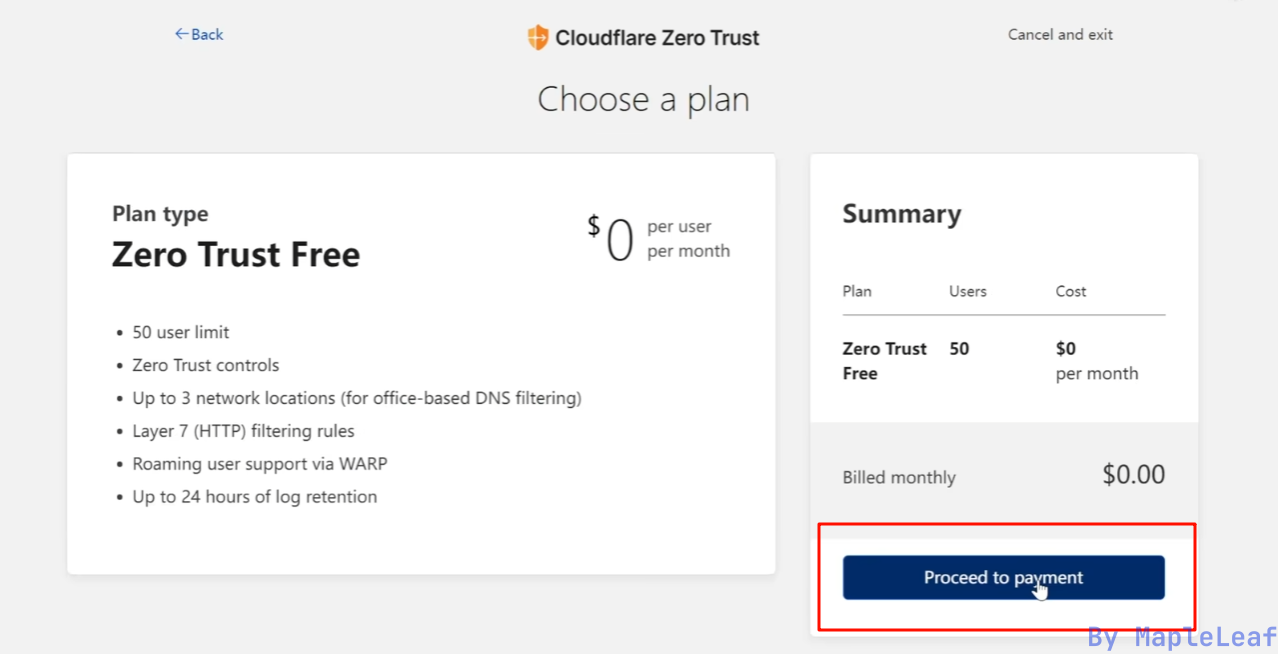 ←Back
Cloudflare Zero Trust
Cancel and exit
Choose a plan
Plan type
Zero Trust Free
$0 per user
per month
• 50 user limit
• Zero Trust controls
• Up to 3 network locations (for office-based DNS filtering)
• Layer 7 (HTTP) filtering rules
• Roaming user support via WARP
• Up to 24 hours of log retention
Summary
Plan Users Cost
Zero Trust 50 $0
Free per month
Billed monthly $0.00
Proceed to payment
By MapleLeaf